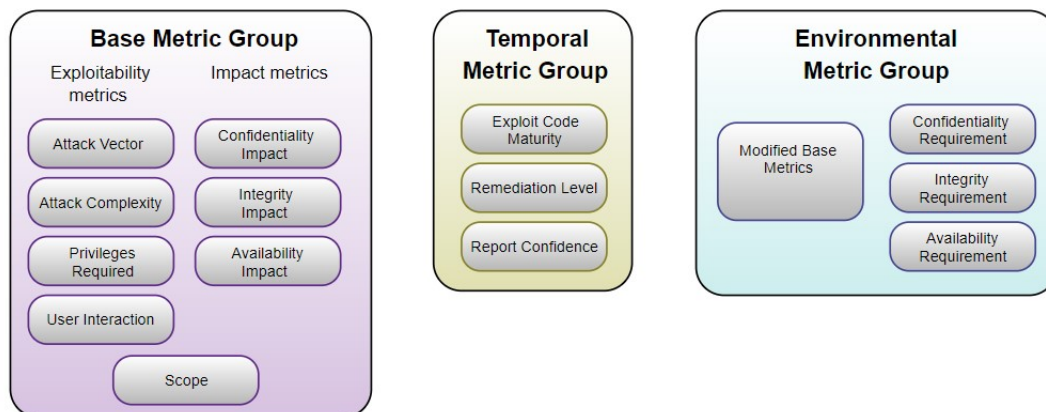 Base Metric Group
Exploitability
metrics
Impact metrics
Attack Vector
Attack Complexity
Privileges
Required
User Interaction
Confidentiality
Impact
Integrity
Impact
Availability
Impact
Scope
Temporal
Metric Group
Exploit Code
Maturity
Remediation Level
Report Confidence
Environmental
Metric Group
Modified Base
Metrics
Confidentiality
Requirement
Integrity
Requirement
Availability
Requirement